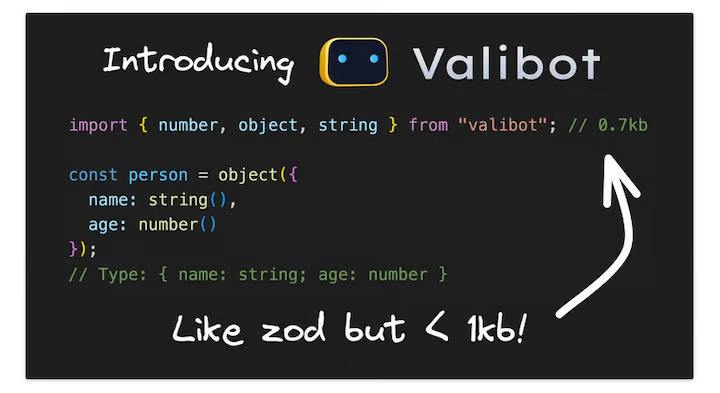 Introducing Valibot
import { number, object, string } from "valibot"; // 0.7kb
const person = object({
name: string(),
age: number()
});
// Type: { name: string; age: number }
Like zod but < 1kb!